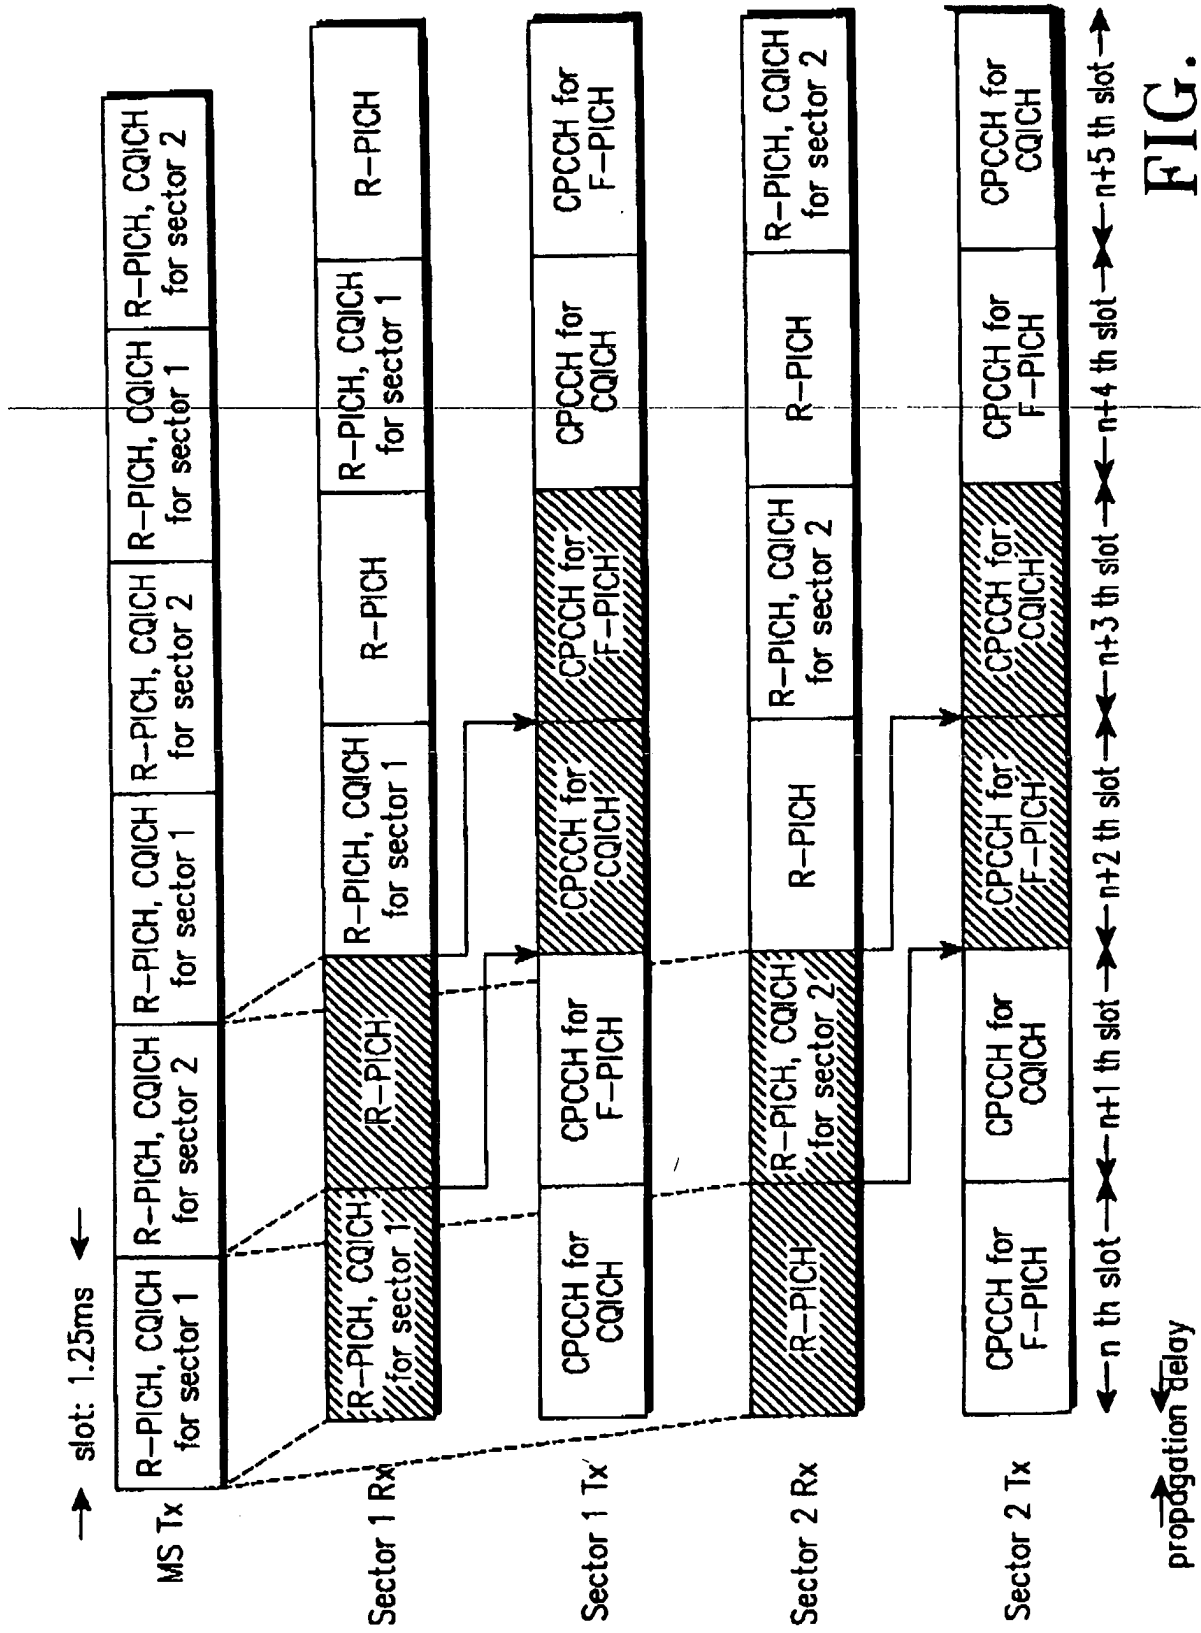 slot: 1.25ms
MS Tx
R-PICH, CQICH
for sector 1
R-PICH, CQICH
for sector 2
R-PICH, CQICH
for sector 1
R-PICH, CQICH
for sector 2
R-PICH, CQICH
for sector 1
R-PICH, CQICH
for sector 2
Sector 1 Rx
R-PICH, CQICH
for sector 1
R-PICH
R-PICH, CQICH
for sector 1
R-PICH
R-PICH, CQICH
for sector 1
R-PICH
Sector 1 Tx
CPCCH for
CQICH
CPCCH for
F-PICH
CPCCH for
CQICH
CPCCH for
F-PICH
CPCCH for
CQICH
CPCCH for
F-PICH
Sector 2 Rx
R-PICH
R-PICH, CQICH
for sector 2
R-PICH
R-PICH, CQICH
for sector 2
R-PICH
R-PICH, CQICH
for sector 2
Sector 2 Tx
CPCCH for
F-PICH
CPCCH for
CQICH
CPCCH for
F-PICH
CPCCH for
CQICH
CPCCH for
F-PICH
CPCCH for
CQICH
n th slot
n+1 th slot
n+2 th slot
n+3 th slot
n+4 th slot
n+5 th slot
propagation delay
FIG.